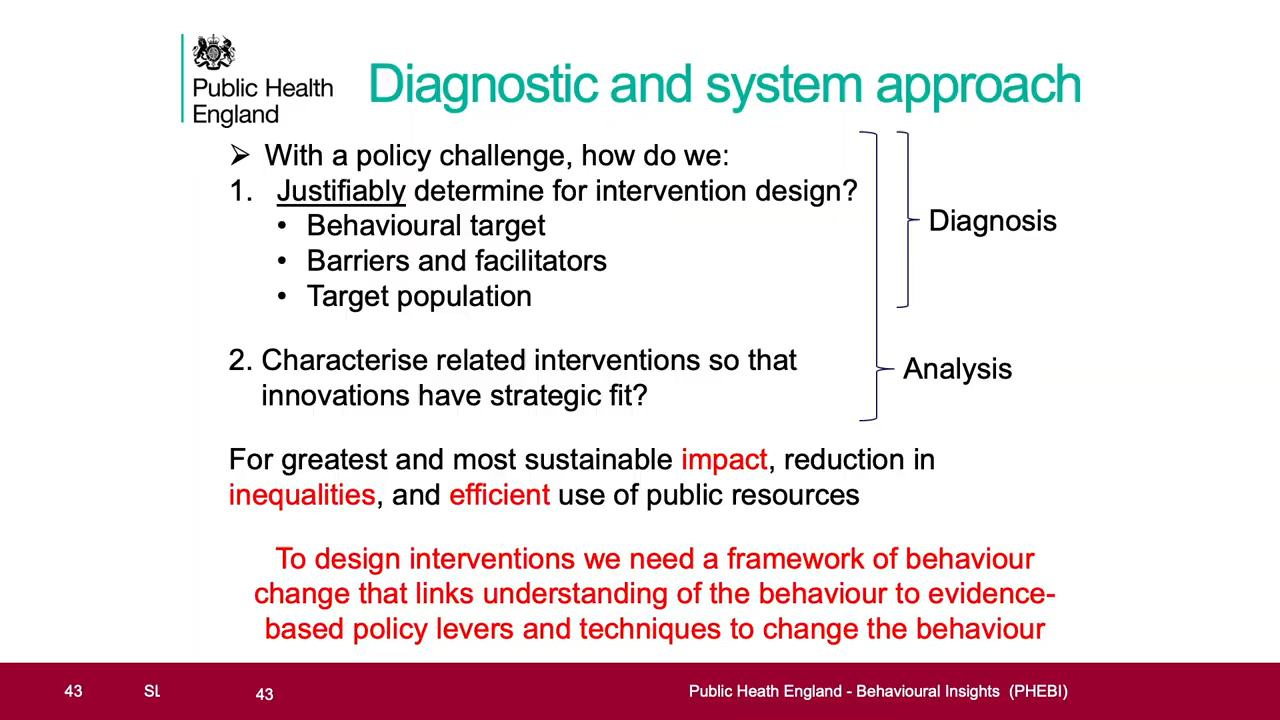 Public Health
England
Diagnostic and system approach
➢ With a policy challenge, how do we:
1. Justifiably determine for intervention design?
• Behavioural target
• Barriers and facilitators
• Target population
Diagnosis
2. Characterise related interventions so that
innovations have strategic fit?
Analysis
For greatest and most sustainable impact, reduction in
inequalities, and efficient use of public resources
To design interventions we need a framework of behaviour
change that links understanding of the behaviour to evidence-
based policy levers and techniques to change the behaviour
43 SL 43 Public Heath England - Behavioural Insights (PHEBI)